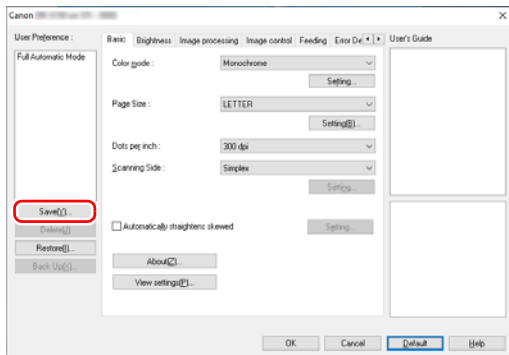 Canon
User Preference :
Full Automatic Mode
Save(Y)...
Delete(J)
Restore(I)...
Back Up(K)...
Basic Brightness Image processing Image control Feeding Error De
Color mode : Monochrome
Setting...
Page Size : LETTER
Setting(B)...
Dots per inch : 300 dpi
Scanning Side : Simplex
Setting...
Automatically straightens skewed Setting...
About(Z)...
View settings(P)...
User's Guide
OK Cancel Default Help